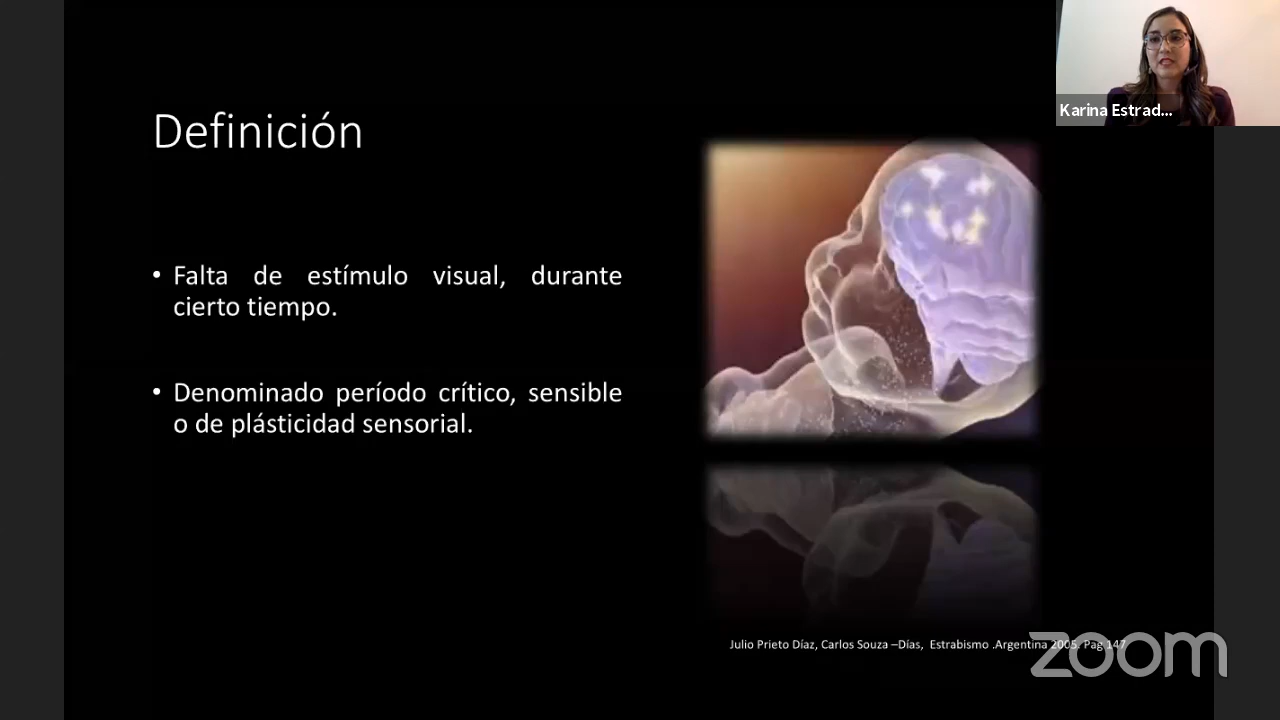 Definición
• Falta de estímulo visual, durante
cierto tiempo.
• Denominado período crítico, sensible
o de plásticidad sensorial.
Karina Estrad...
Julio Prieto Díaz, Carlos Souza –Días, Estrabismo .Argentina 2005. Pag 147
zoom